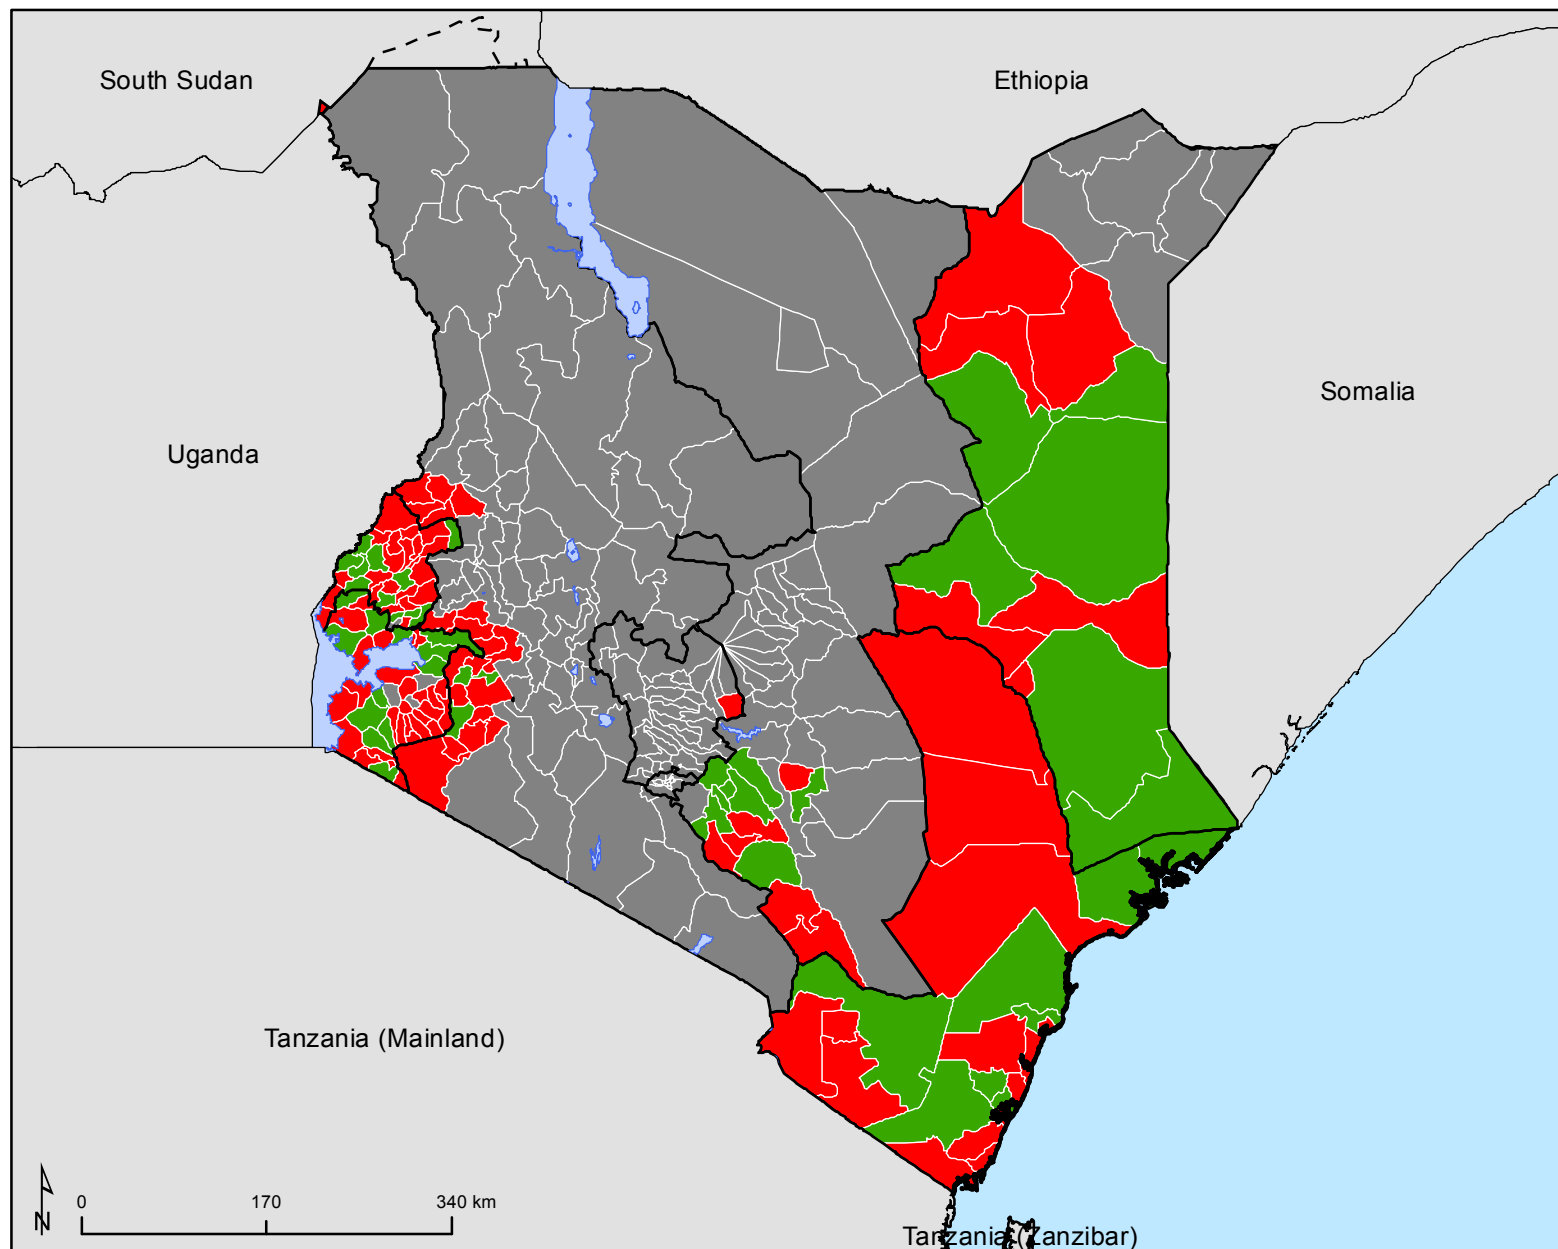 South Sudan
Ethiopia
Somalia
Uganda
Tanzania (Mainland)
N
0
170
340 km
Tanzania (Zanzibar)